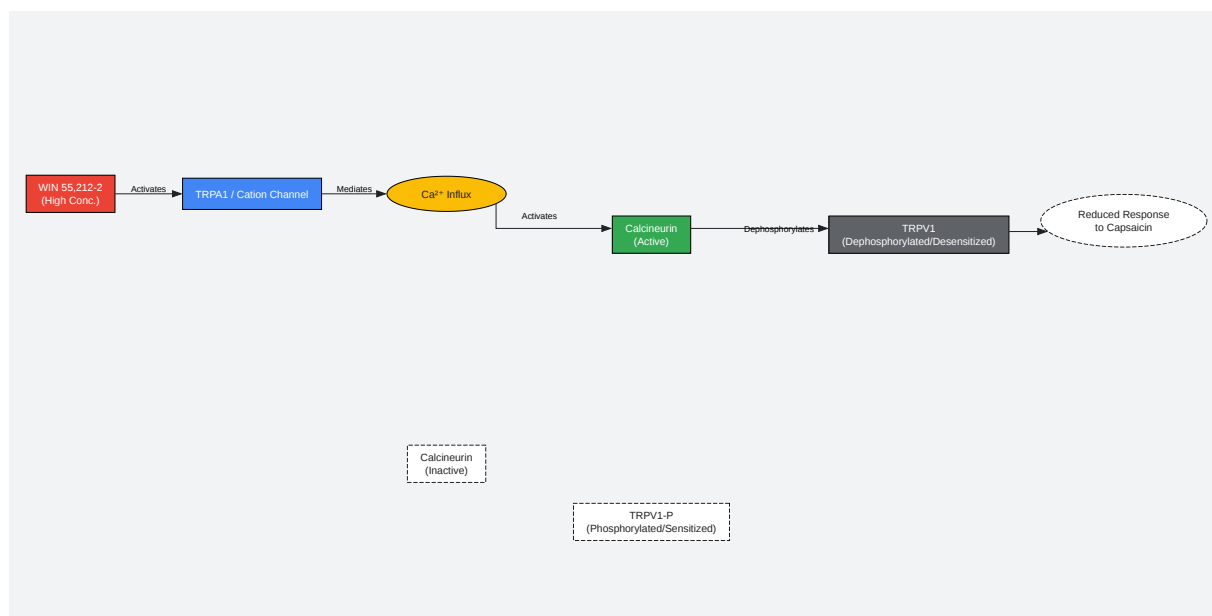 WIN 55,212-2
(High Conc.)
Activates
TRPA1 / Cation Channel
Mediates
Ca²⁺ Influx
Activates
Calcineurin
(Active)
Dephosphorylates
TRPV1
(Dephosphorylated/Desensitized)
Reduced Response
to Capsaicin
Calcineurin
(Inactive)
TRPV1-P
(Phosphorylated/Sensitized)